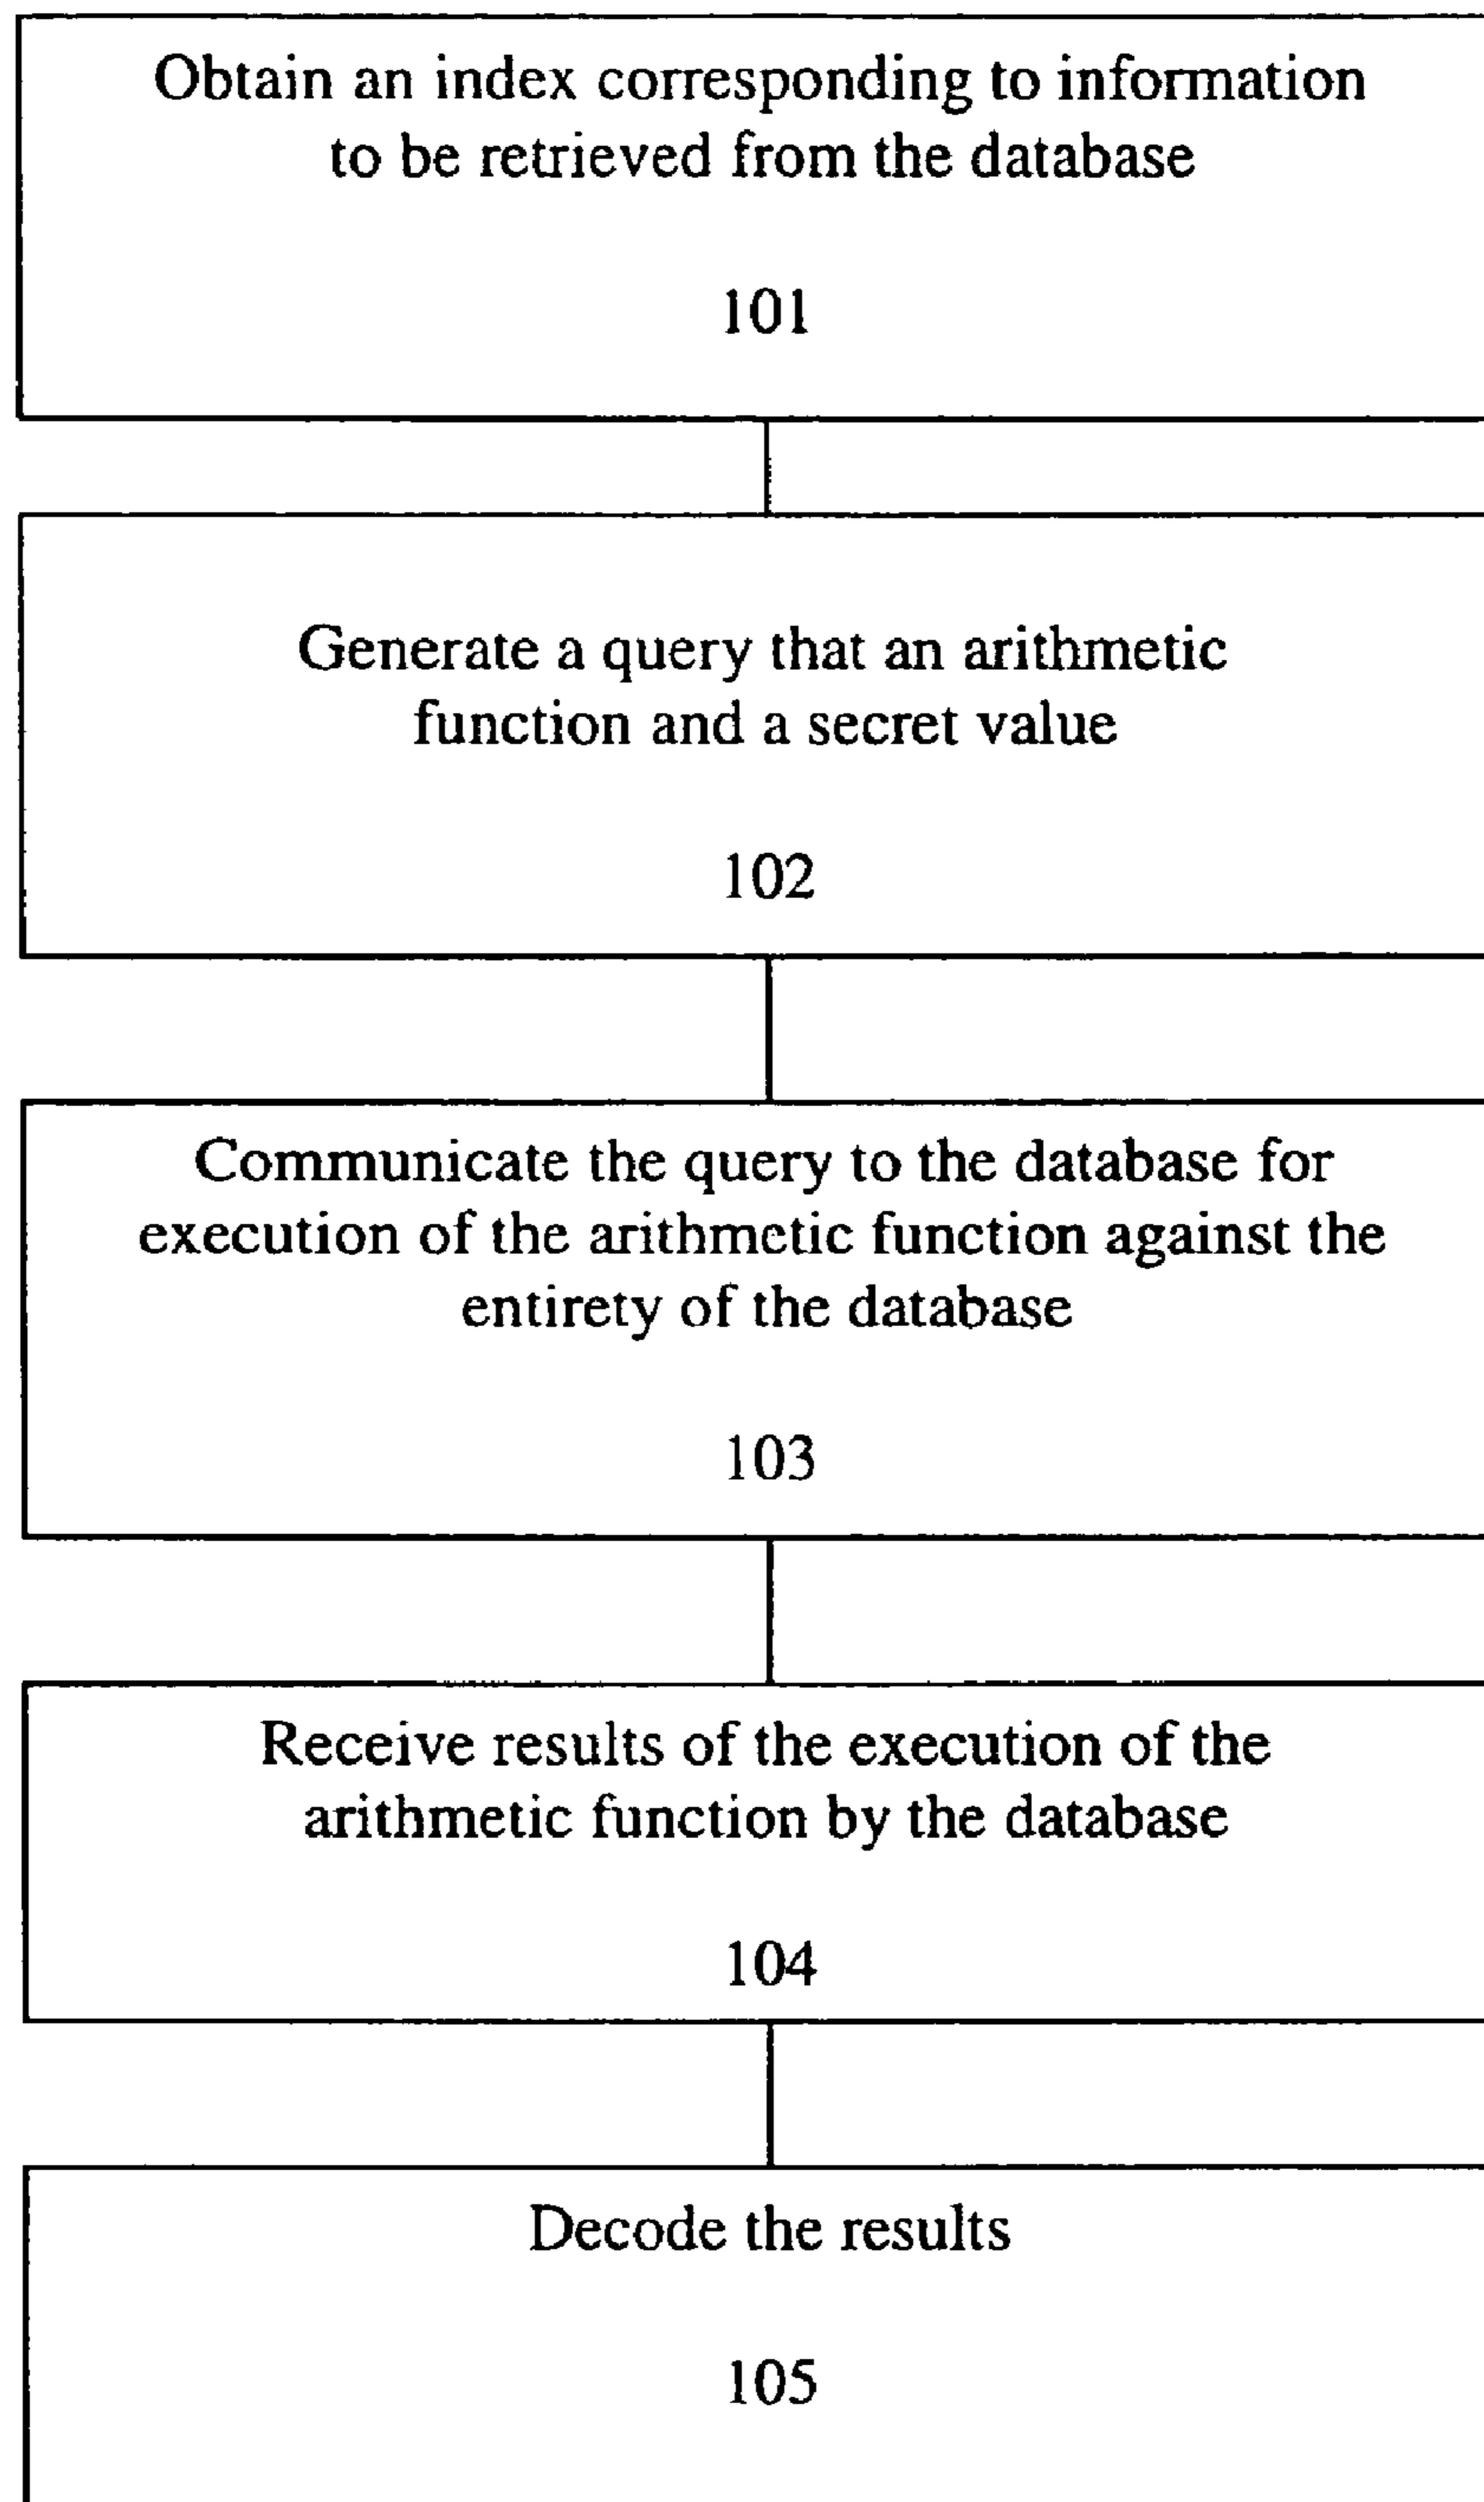 Obtain an index corresponding to information
to be retrieved from the database
101
Generate a query that an arithmetic
function and a secret value
102
Communicate the query to the database for
execution of the arithmetic function against the
entirety of the database
103
Receive results of the execution of the
arithmetic function by the database
104
Decode the results
105